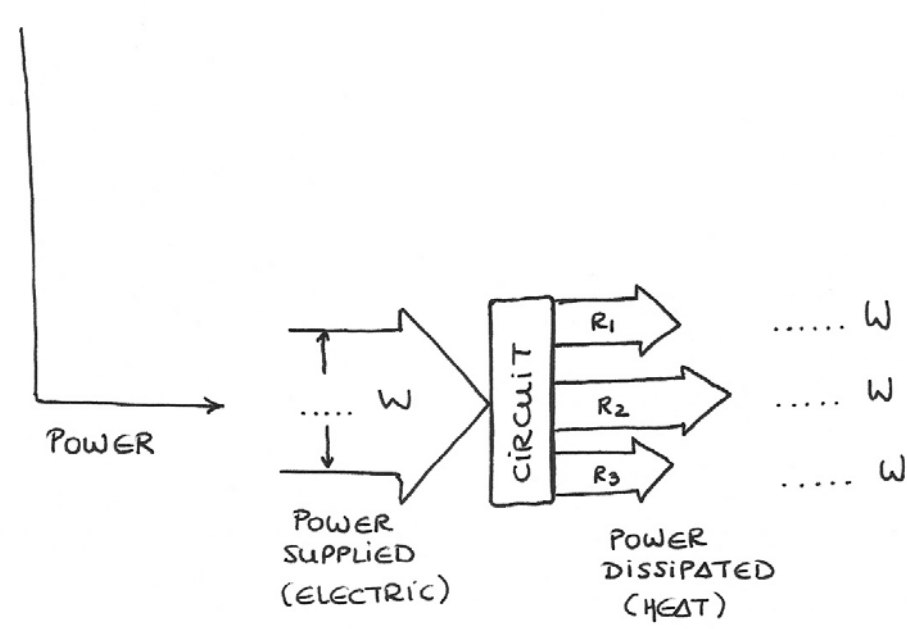 POWER
..... W
POWER
SUPPLiED
(ELECTRiC)
CiRCUiT
R1
R2
R3
...... W
..... W
..... W
POWER
DiSSiPATED
(HEAT)